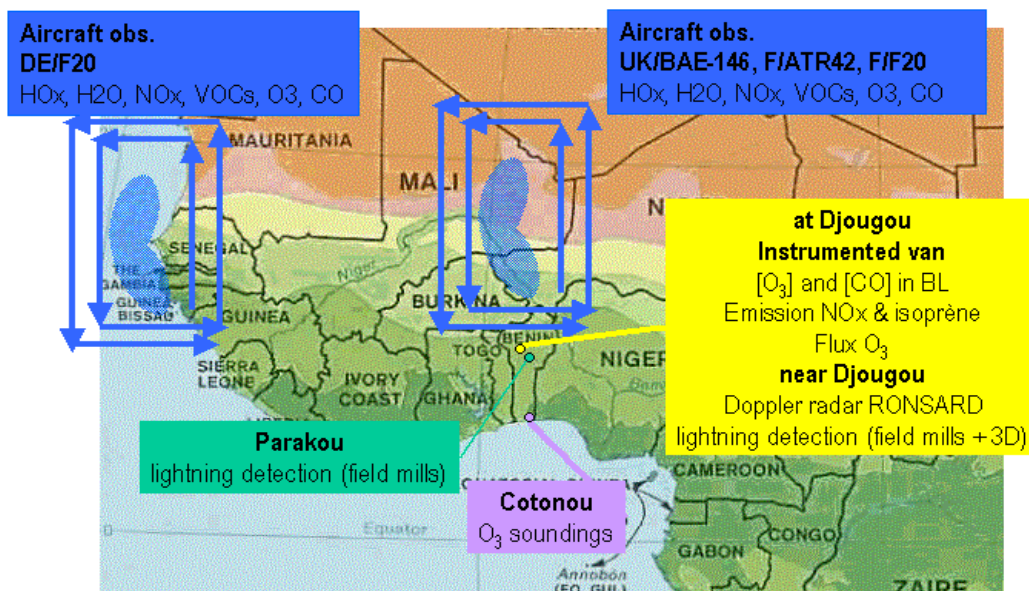 Aircraft obs.
DE/F20
HOx, H2O, NOx, VOCs, O3, CO
Aircraft obs.
UK/BAE-146, F/ATR42, F/F20
HOx, H2O, NOx, VOCs, O3, CO
MAURITANIA
MALI
at Djougou
Instrumented van
[O₃] and [CO] in BL
Emission NOx & isoprène
Flux O₃
near Djougou
Doppler radar RONSARD
lightning detection (field mills + 3D)
SENEGAL
THE
GAMBIA
GUINEA
BISSAU
GUINEA
Niger
BURKINA
BENIN
TOGO
NIGER
SIERRA
LEONE
IVORY
COAST
GHANA
Parakou
lightning detection (field mills)
Cotonou
O₃ soundings
CAMEROON
0
Equator
GABON
CONGO
Annobón
(EQ. GUI.)
ZAIRE